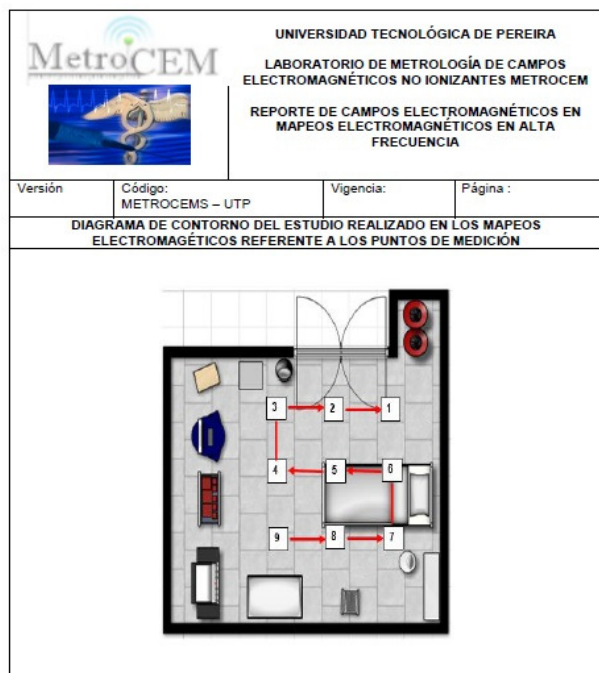 MetroCEM
UNIVERSIDAD TECNOLÓGICA DE PEREIRA
LABORATORIO DE METROLOGÍA DE CAMPOS
ELECTROMAGNÉTICOS NO IONIZANTES METROCEM
REPORTE DE CAMPOS ELECTROMAGNÉTICOS EN
MAPEOS ELECTROMAGNÉTICOS EN ALTA
FRECUENCIA
Versión
Código:
METROCEMS – UTP
Vigencia:
Página :
DIAGRAMA DE CONTORNO DEL ESTUDIO REALIZADO EN LOS MAPEOS
ELECTROMAGÉTICOS REFERENTE A LOS PUNTOS DE MEDICIÓN
3 2 1
4 5 6
9 8 7